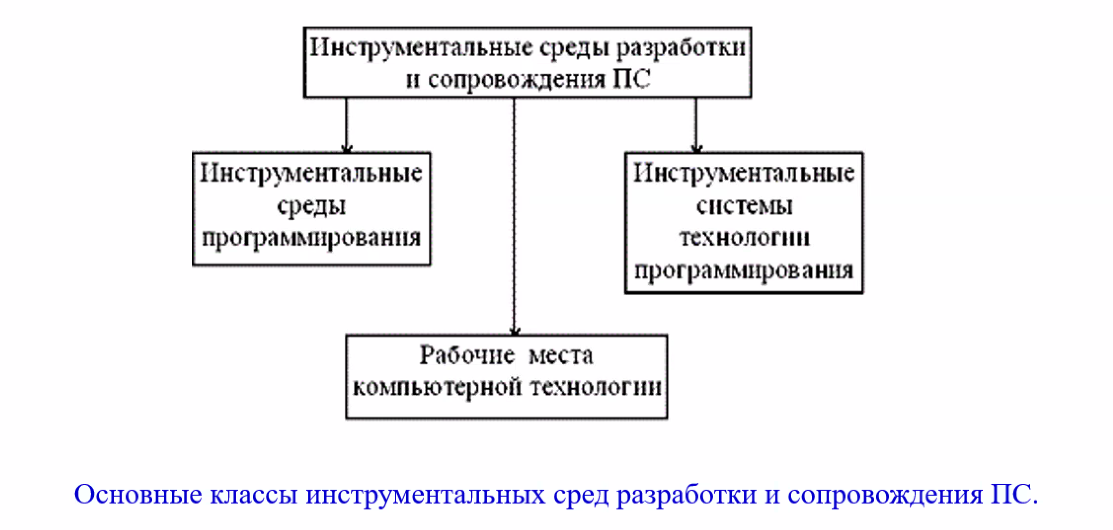 Инструментальные среды разработки
и сопровождения ПС
Инструментальные
среды
программирования
Инструментальные
системы
технологии
программирования
Рабочие места
компьютерной технологии
Основные классы инструментальных сред разработки и сопровождения ПС.